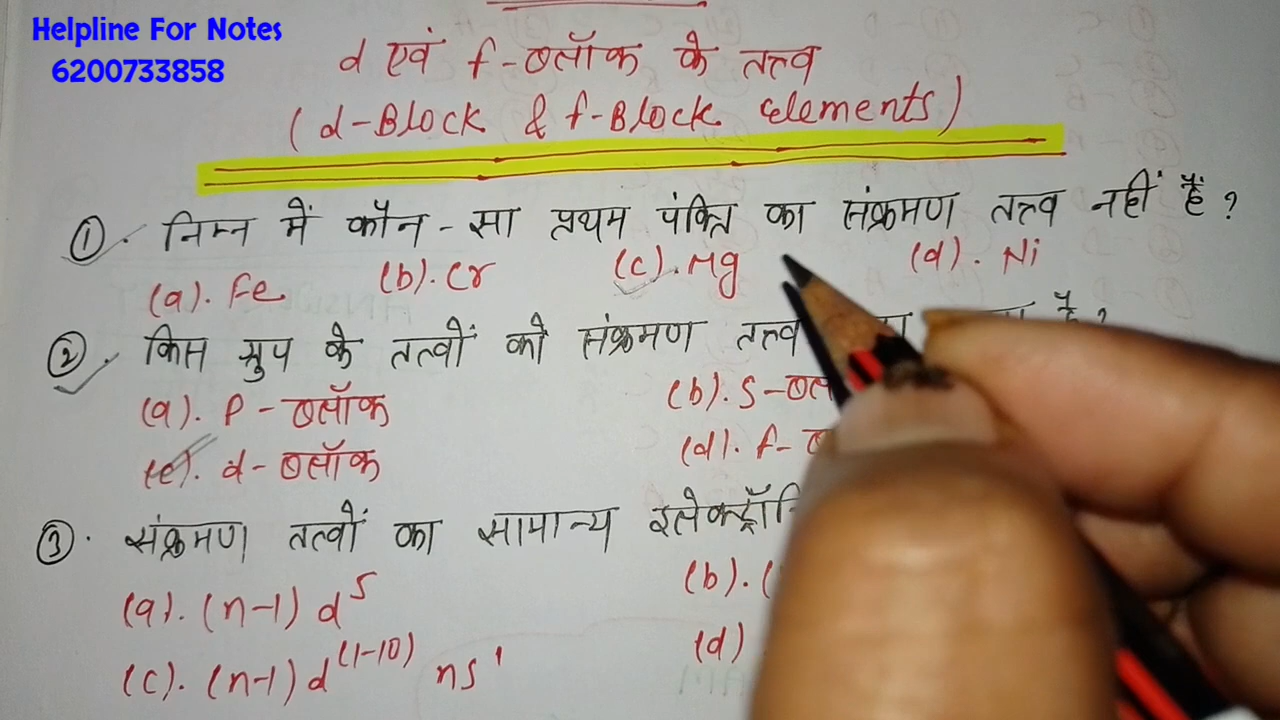 Helpline For Notes
6200733858
d एवं f-ब्लॉक के तत्त्व
(d-Block & f-Block Elements)
①. निम्न में कौन-सा प्रथम पंक्ति का संक्रमण तत्त्व नहीं हैं ?
(a). Fe (b). Cr (c). Mg (d). Ni
②. किस ग्रुप के तत्वों को संक्रमण तत्त्व है ?
(a). P-ब्लॉक (b). S-
(c). d-ब्लॉक (d). f-
③. संक्रमण तत्वों का सामान्य
(a). (n-1) d⁵ (b). (
(c). (n-1) d⁽¹⁻¹⁰⁾ ns¹ (d)